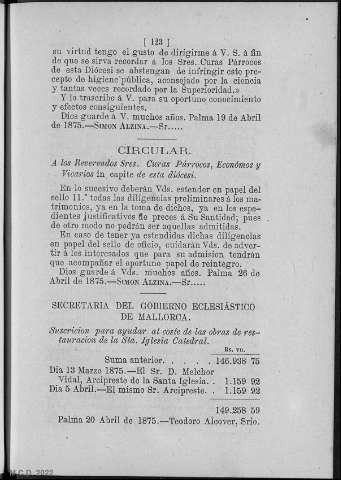 [ 123 ]
su virtud tengo el gusto de dirigirme á V. S. á fin
de que se sirva recordar á los Sres. Curas Párrocos
de esta Diócesi se abstengan de infringir este pre-
cepto de higiene pública, aconsejado por la ciencia
y tantas veces recordado por la Superioridad.»
Y lo trascribo á V. para su oportuno conocimiento
y efectos consiguientes.
Dios guarde á V. muchos años. Palma 19 de Abril
de 1875.—SIMON ALZINA.—Sr.....
CIRCULAR.
A los Reverendos Sres. Curas Párrocos, Ecónomos y
Vicarios in capite de esta diócesi.
En lo sucesivo deberán Vds. estender en papel del
sello 11.º todas las diligencias preliminares á los ma-
trimonios, ya en la toma de dichos, ya en los espe-
dientes justificativos de preces á Su Santidad; pues
de otro modo no podrán ser aquellas admitidas.
En caso de tener ya estendidas dichas diligencias
en papel del sello de oficio, cuidarán Vds. de adver-
tir á los interesados que para su admision tendrán
que acompañar el oportuno papel de reintegro.
Dios guarde á Vds. muchos años. Palma 26 de
Abril de 1875.—SIMON ALZINA.—Sr.....
SECRETARIA DEL GOBIERNO ECLESIÁSTICO
DE MALLORCA.
Suscricion para ayudar al coste de las obras de res-
tauracion de la Sta. Iglesia Catedral.
Rs. vn.
Suma anterior. . . . . 146.938 75
Dia 13 Marzo 1875.—El Sr. D. Melchor
Vidal, Arcipreste de la Santa Iglesia. . 1.159 92
Dia 5 Abril.—El mismo Sr. Arcipreste. . 1.159 92
149.258 59
Palma 20 Abril de 1875.—Teodoro Alcover, Srio.
C.D. 2022